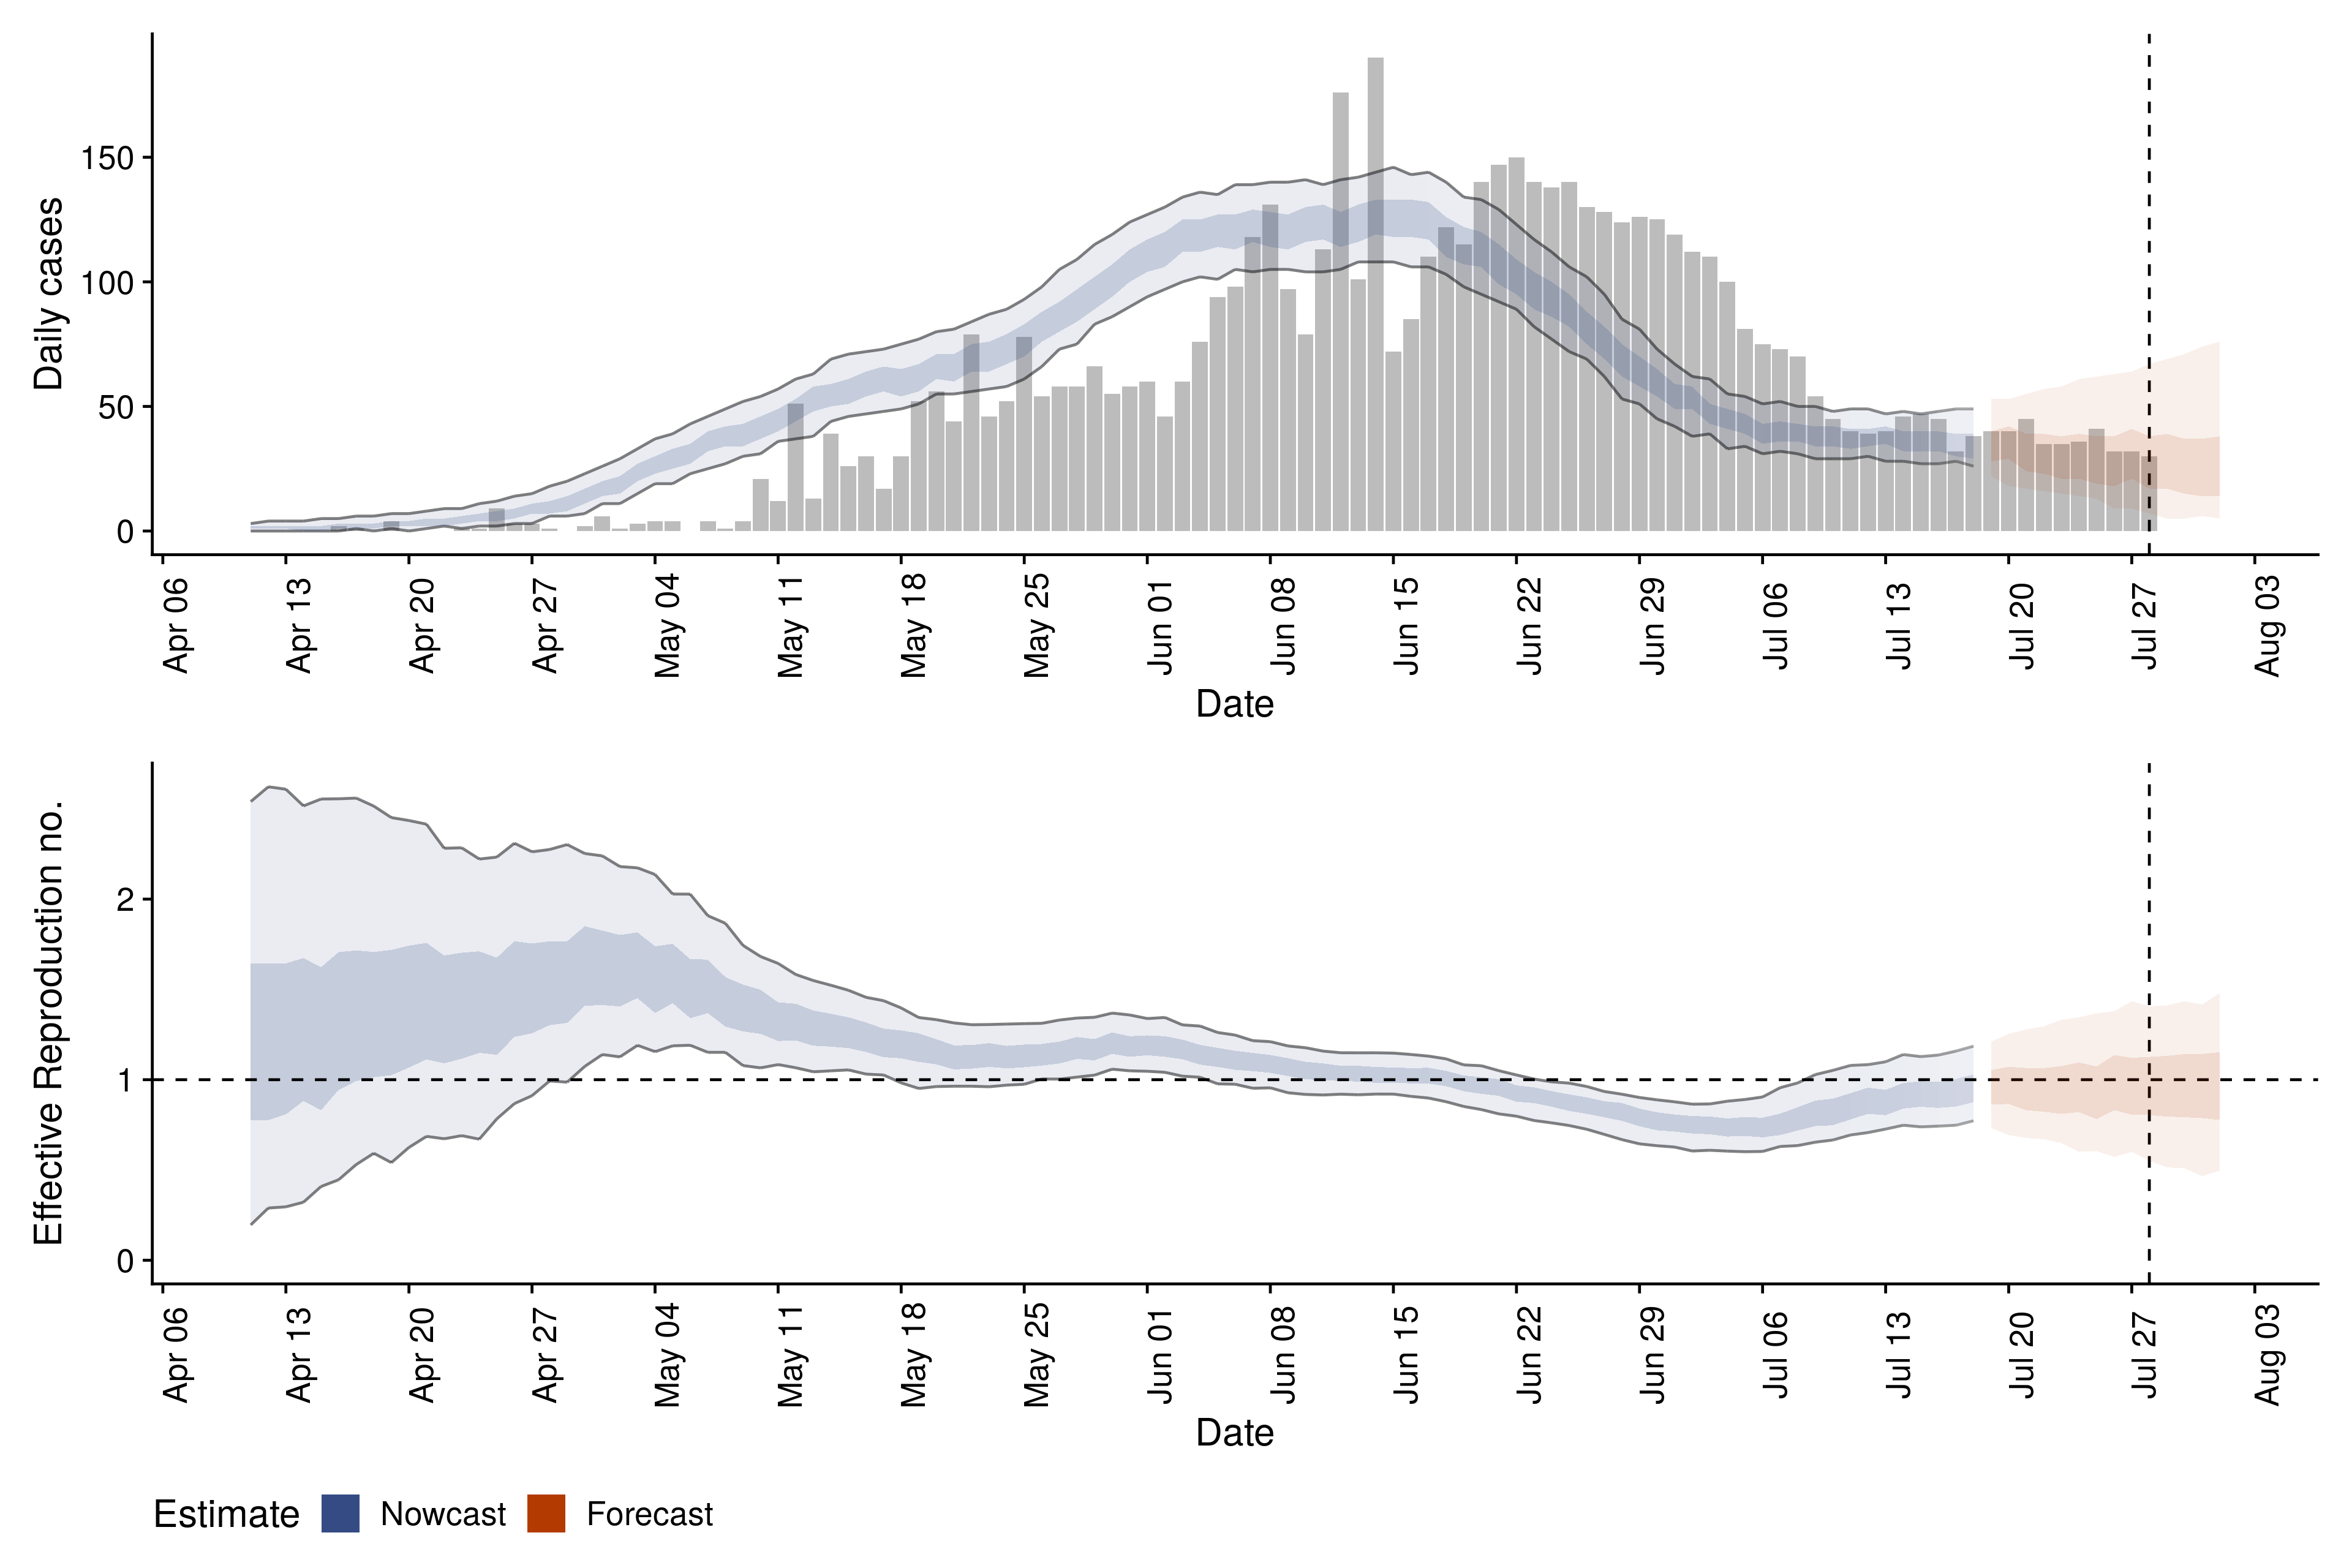 Daily cases
150
100
50
0
Apr 06
Apr 13
Apr 20
Apr 27
May 04
May 11
May 18
May 25
Jun 01
Jun 08
Jun 15
Jun 22
Jun 29
Jul 06
Jul 13
Jul 20
Jul 27
Aug 03
Date
Effective Reproduction no.
2
1
0
Apr 06
Apr 13
Apr 20
Apr 27
May 04
May 11
May 18
May 25
Jun 01
Jun 08
Jun 15
Jun 22
Jun 29
Jul 06
Jul 13
Jul 20
Jul 27
Aug 03
Date
Estimate Nowcast Forecast